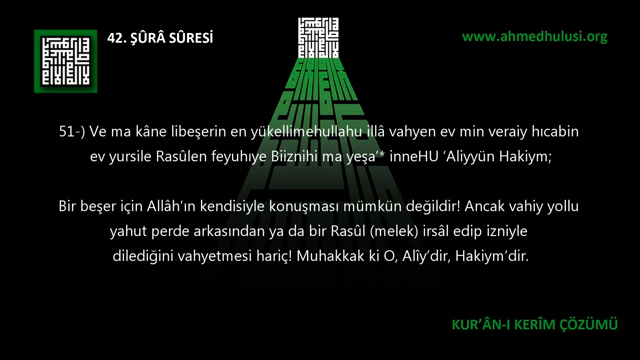 42. ŞÛRÂ SÛRESİ
www.ahmedhulusi.org
51-) Ve ma kâne libeşerin en yükellimehullahu illâ vahyen ev min veraiy hıcabin
ev yursile Rasûlen feyuhıye Biiznihi ma yeşa’* inneHU ‘Aliyyün Hakiym;
Bir beşer için Allâh’ın kendisiyle konuşması mümkün değildir! Ancak vahiy yollu
yahut perde arkasından ya da bir Rasûl (melek) irsâl edip izniyle
dilediğini vahyetmesi hariç! Muhakkak ki O, Alîy’dir, Hakiym’dir.
KUR’ÂN-I KERÎM ÇÖZÜMÜ